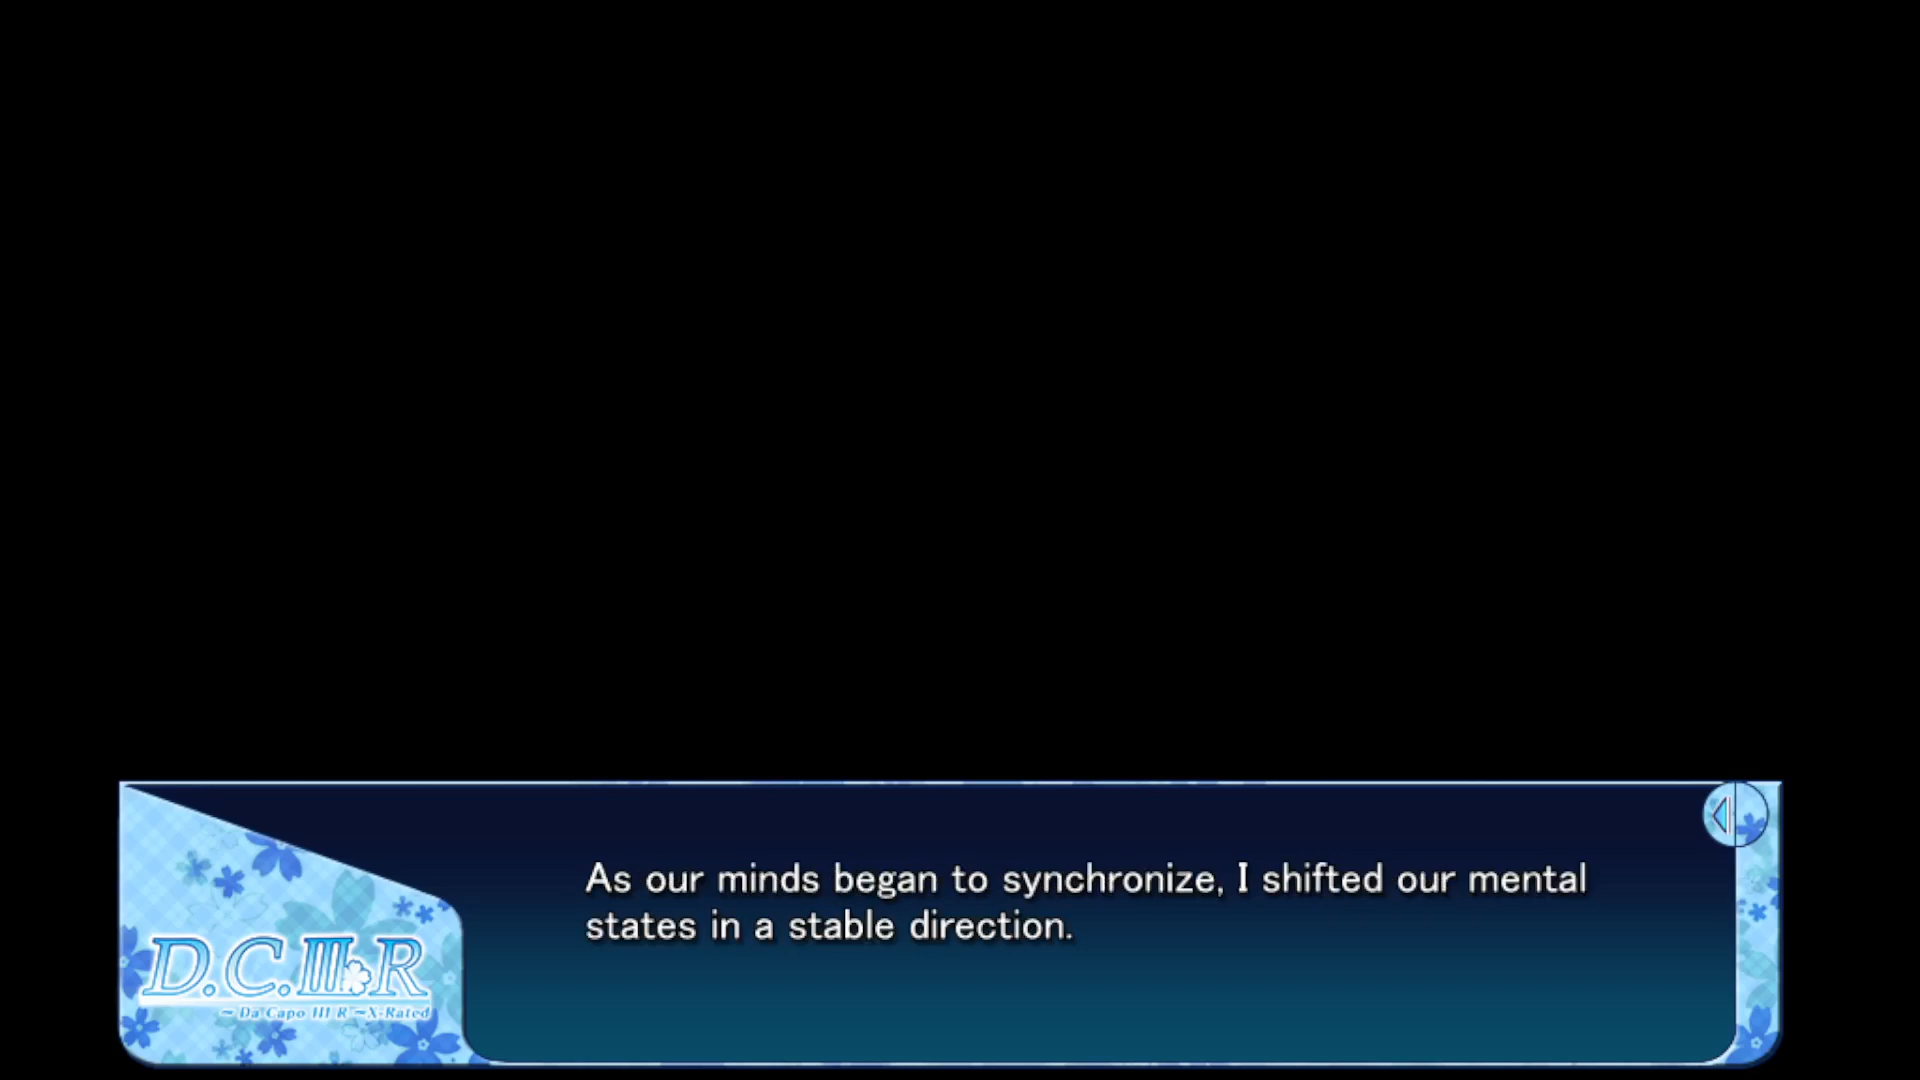 As our minds began to synchronize, I shifted our mental
states in a stable direction.
D.C.III R
~ Da Capo III R ~X-Rated